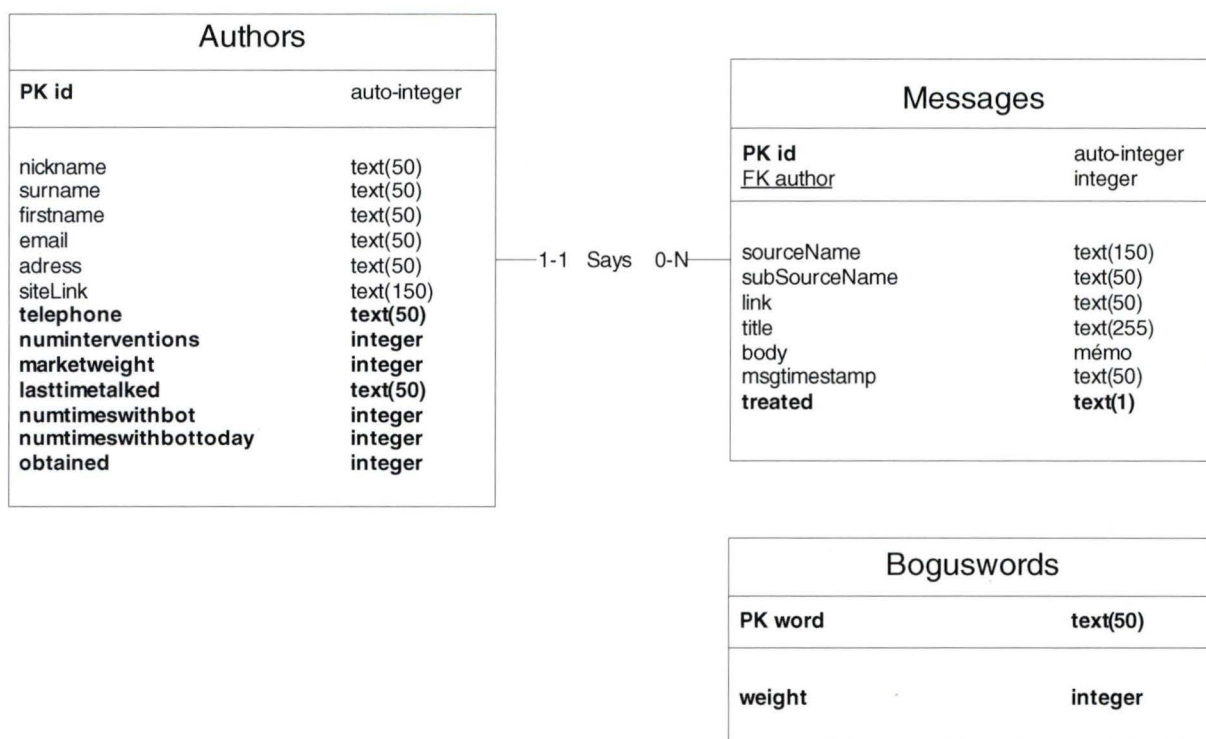 Authors
PK id auto-integer
nickname text(50)
surname text(50)
firstname text(50)
email text(50)
adress text(50)
siteLink text(150)
telephone text(50)
numinterventions integer
marketweight integer
lasttimetalked text(50)
numtimeswithbot integer
numtimeswithbottoday integer
obtained integer
1-1 Says 0-N
Messages
PK id auto-integer
FK author integer
sourceName text(150)
subSourceName text(50)
link text(50)
title text(255)
body mémo
msgtimestamp text(50)
treated text(1)
Boguswords
PK word text(50)
weight integer